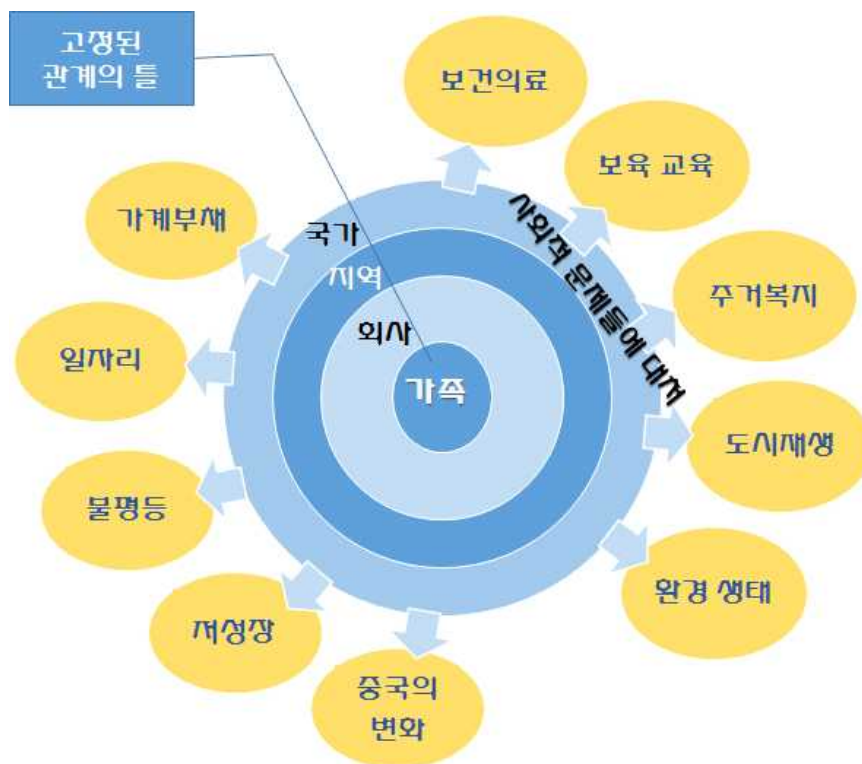 고정된
관계의 틀
보건의료
보육 교육
주거복지
도시재생
환경 생태
중국의
변화
저성장
불평등
일자리
가계부채
국가
지역
회사
가족
사회적 문제들에 대처